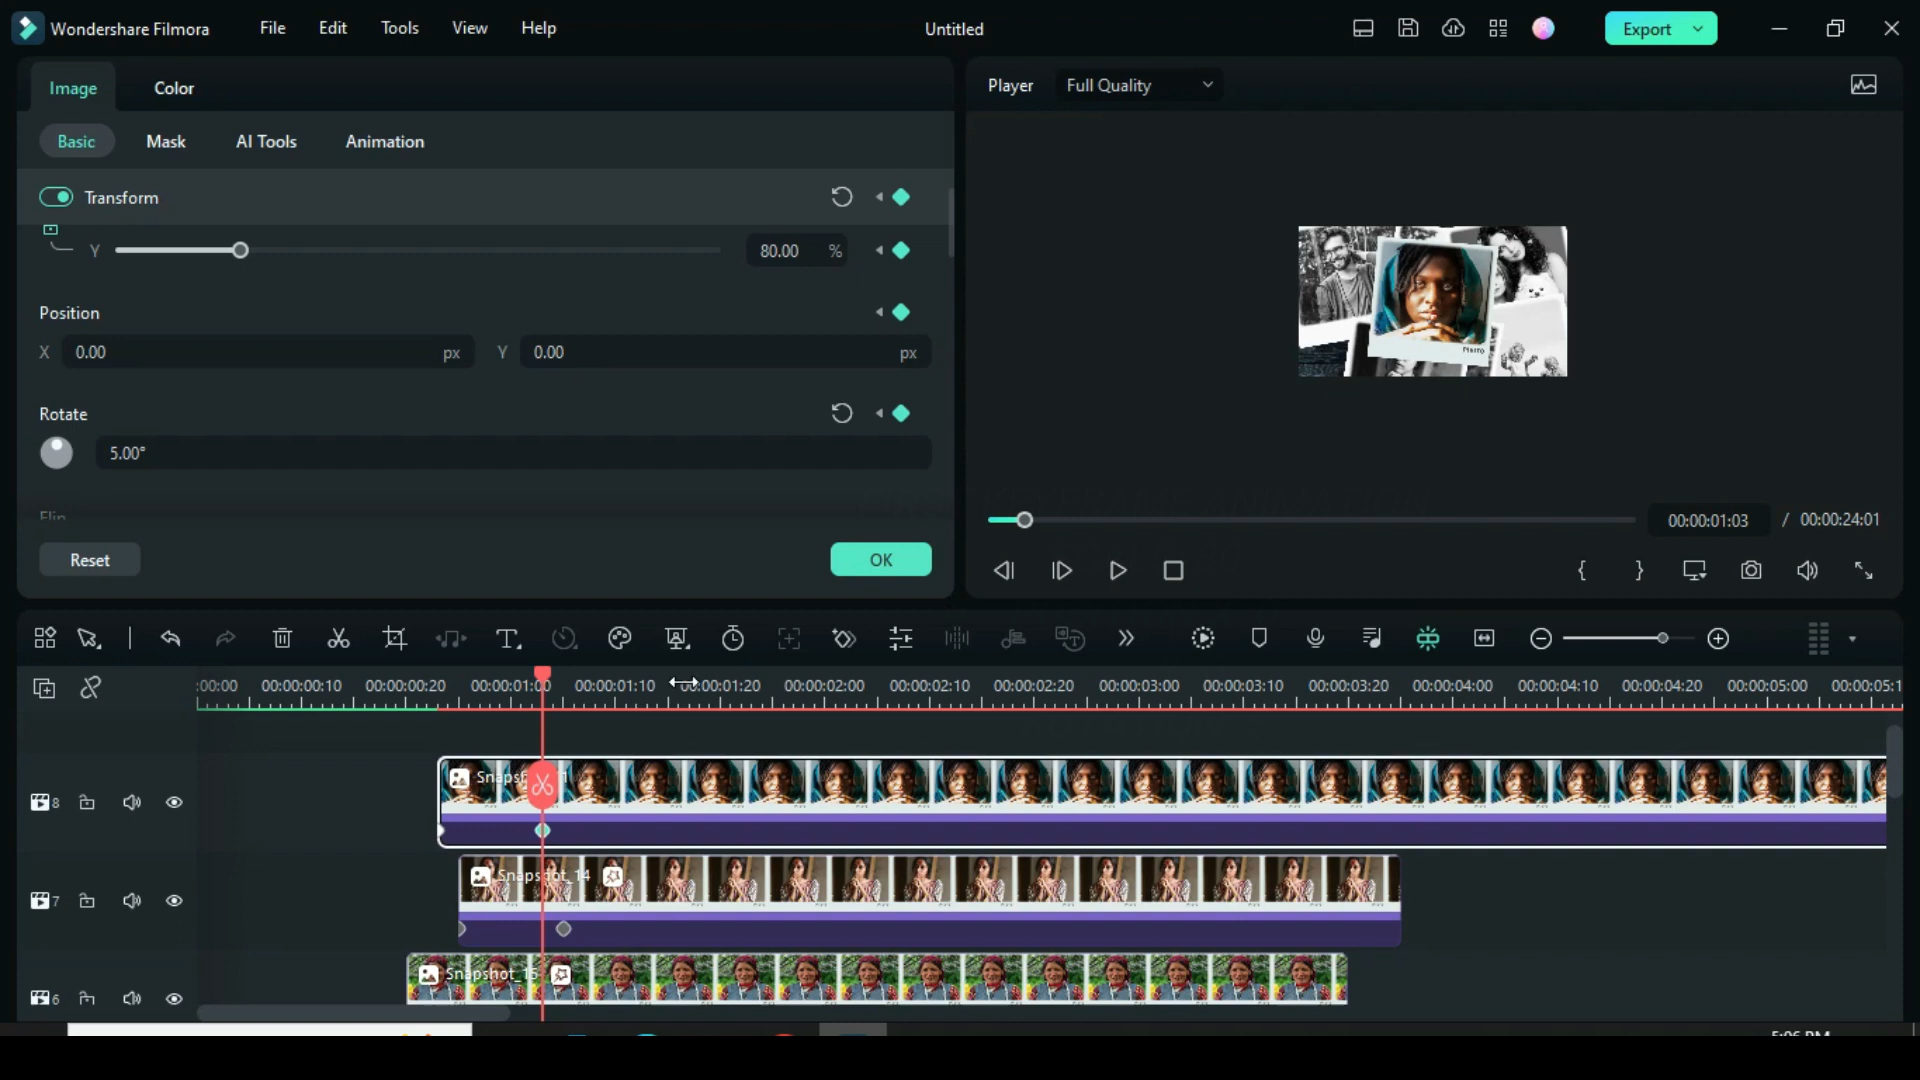 Wondershare Filmora File Edit Tools View Help Untitled Export
Image Color
Player Full Quality
Basic Mask AI Tools Animation
Transform
Y 80.00 %
Position
X 0.00 px Y 0.00 px
Rotate
5.00°
Flip
Reset OK
00:00:01:03 / 00:00:24:01
:00:00 00:00:00:10 00:00:00:20 00:00:01:00 00:00:01:10 00:00:01:20 00:00:02:00 00:00:02:10 00:00:02:20 00:00:03:00 00:00:03:10 00:00:03:20 00:00:04:00 00:00:04:10 00:00:04:20 00:00:05:00 00:00:05:1
8
7
Snapshot_14
6
Snapshot_15
5:06 PM